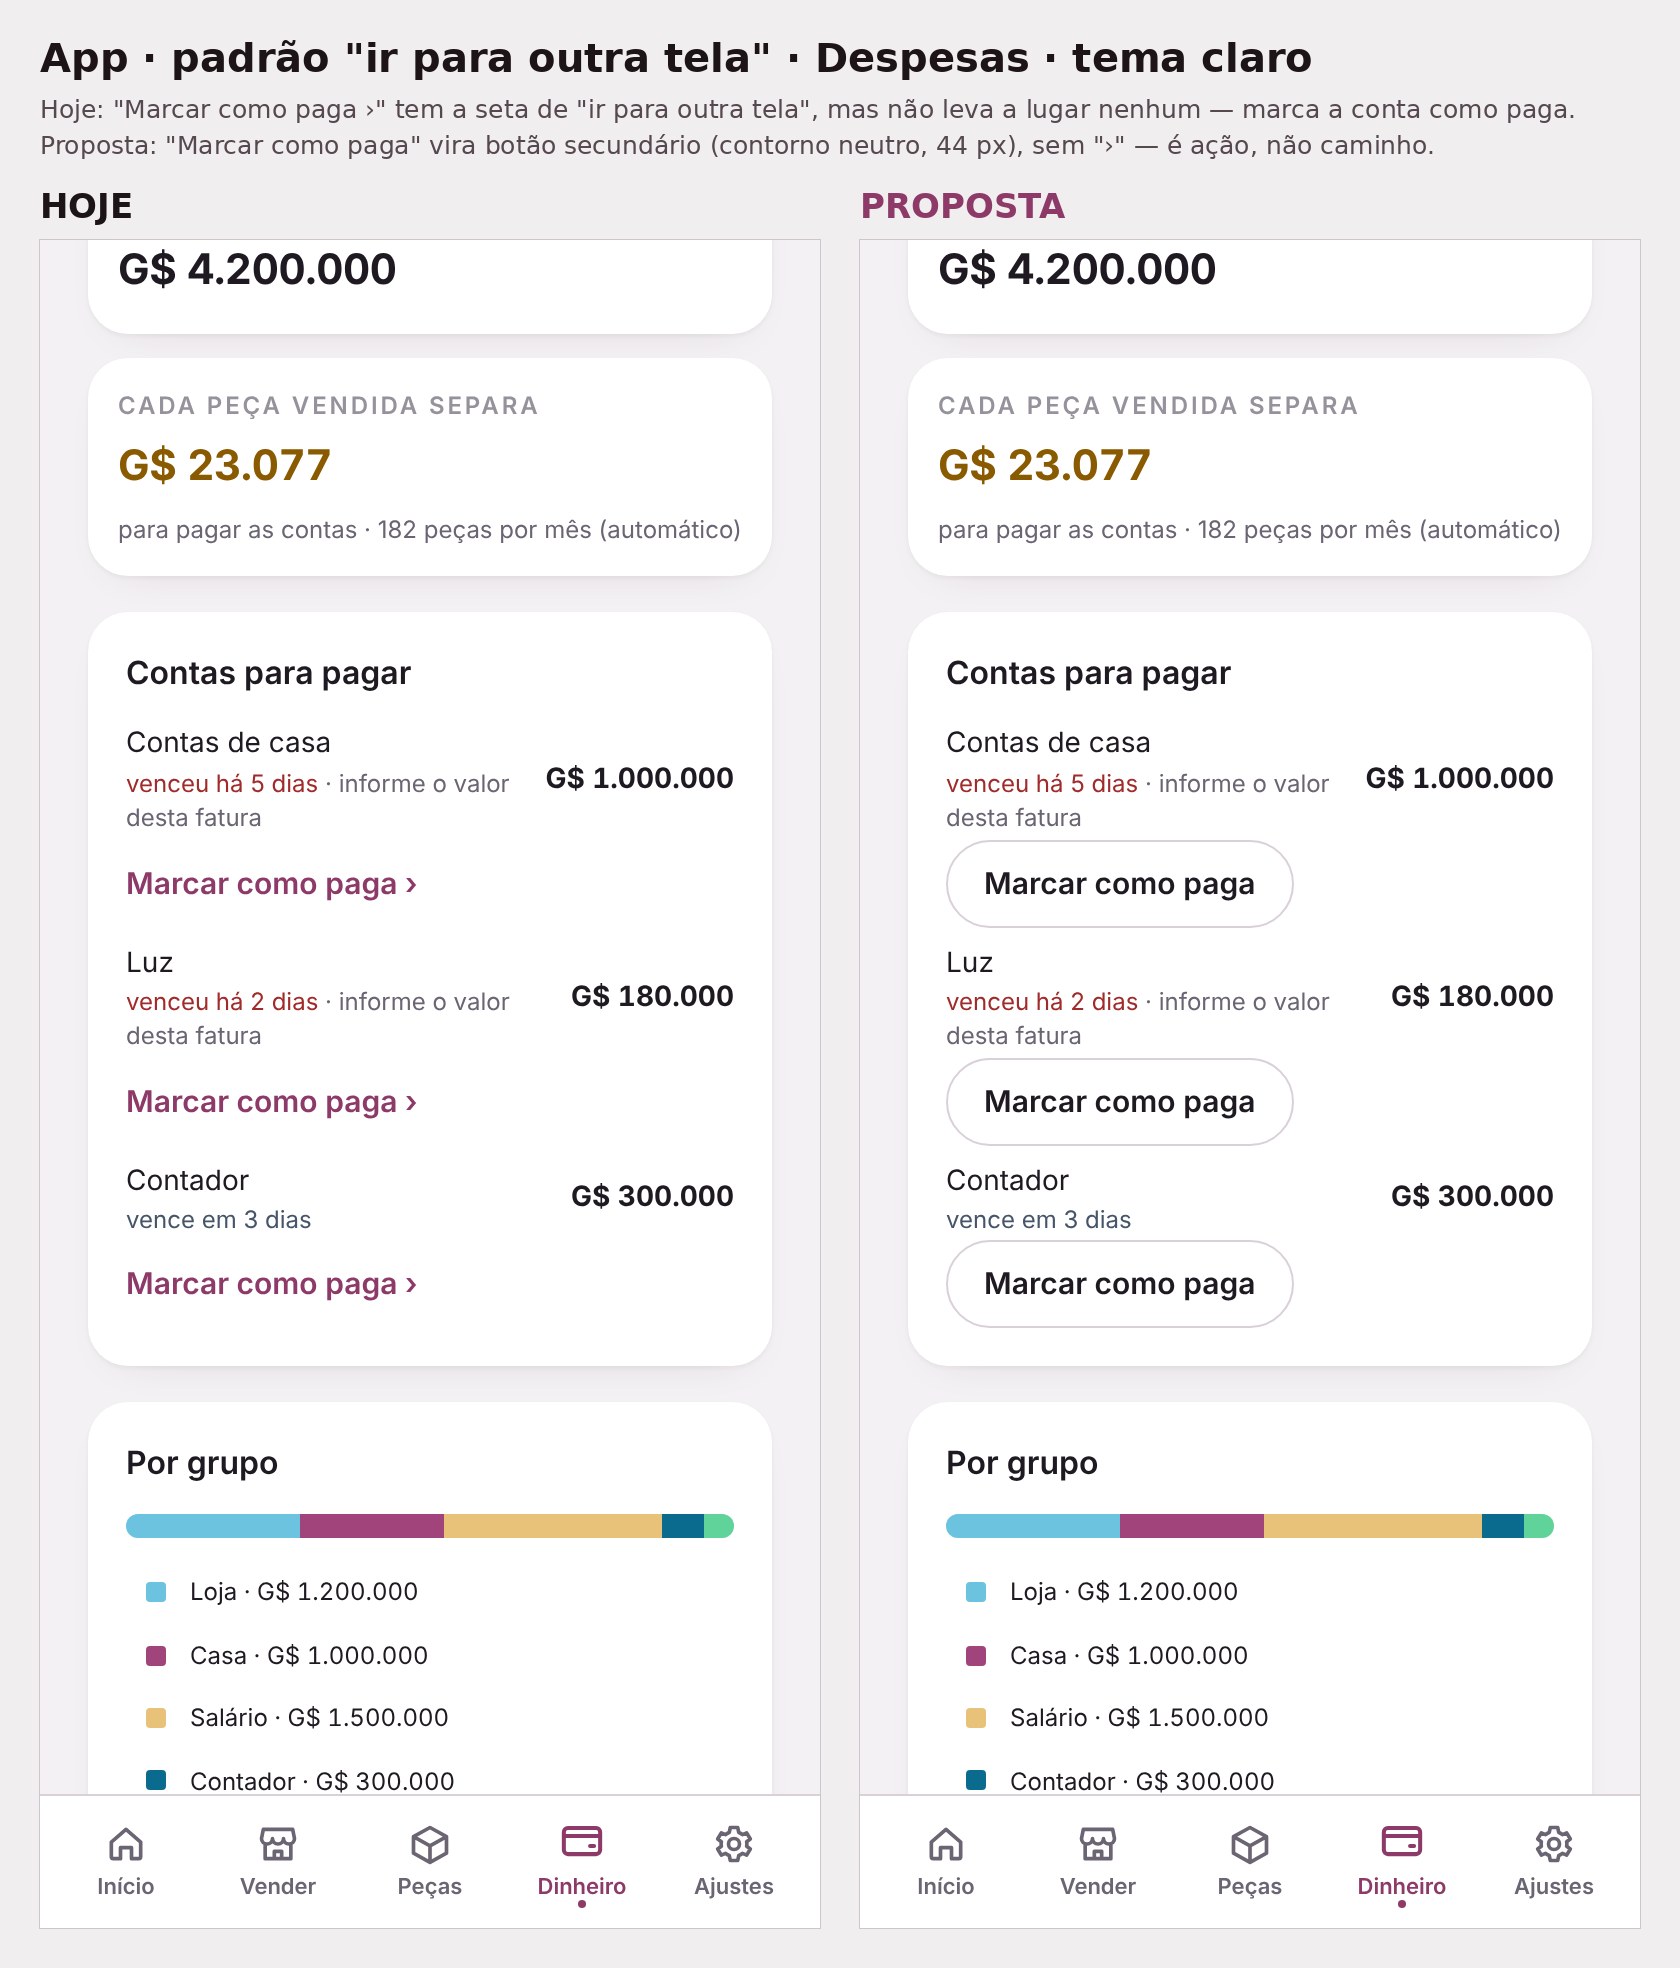 App · padrão "ir para outra tela" · Despesas · tema claro
Hoje: "Marcar como paga ›" tem a seta de "ir para outra tela", mas não leva a lugar nenhum — marca a conta como paga.
Proposta: "Marcar como paga" vira botão secundário (contorno neutro, 44 px), sem "›" — é ação, não caminho.
HOJE
G$ 4.200.000
CADA PEÇA VENDIDA SEPARA
G$ 23.077
para pagar as contas · 182 peças por mês (automático)
Contas para pagar
Contas de casa
venceu há 5 dias · informe o valor
desta fatura
G$ 1.000.000
Marcar como paga ›
Luz
venceu há 2 dias · informe o valor
desta fatura
G$ 180.000
Marcar como paga ›
Contador
vence em 3 dias
G$ 300.000
Marcar como paga ›
Por grupo
Loja · G$ 1.200.000
Casa · G$ 1.000.000
Salário · G$ 1.500.000
Contador · G$ 300.000
Início
Vender
Peças
Dinheiro
Ajustes
PROPOSTA
G$ 4.200.000
CADA PEÇA VENDIDA SEPARA
G$ 23.077
para pagar as contas · 182 peças por mês (automático)
Contas para pagar
Contas de casa
venceu há 5 dias · informe o valor
desta fatura
G$ 1.000.000
Marcar como paga
Luz
venceu há 2 dias · informe o valor
desta fatura
G$ 180.000
Marcar como paga
Contador
vence em 3 dias
G$ 300.000
Marcar como paga
Por grupo
Loja · G$ 1.200.000
Casa · G$ 1.000.000
Salário · G$ 1.500.000
Contador · G$ 300.000
Início
Vender
Peças
Dinheiro
Ajustes